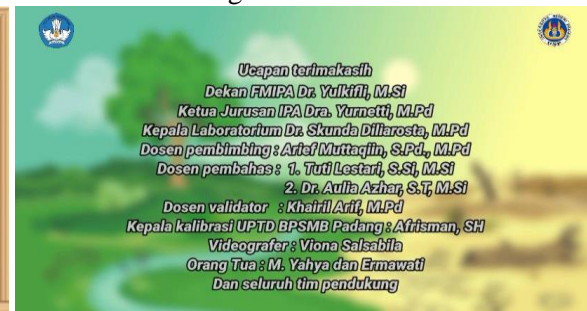 Ucapan terimakasih
Dekan FMIPA Dr. Yulkifli, M.Si
Ketua Jurusan IPA Dra. Yurnetti, M.Pd
Kepala Laboratorium Dr. Skunda Diliarosta, M.Pd
Dosen pembimbing : Arief Muttaqiin, S.Pd., M.Pd
Dosen pembahas : 1. Tuti Lestari, S.Si, M.Si
2. Dr. Aulia Azhar, S.T, M.Si
Dosen validator : Khairil Arif, M.Pd
Kepala kalibrasi UPTD BPSMB Padang : Afrisman, SH
Videografer : Viona Salsabila
Orang Tua : M. Yahya dan Ermawati
Dan seluruh tim pendukung